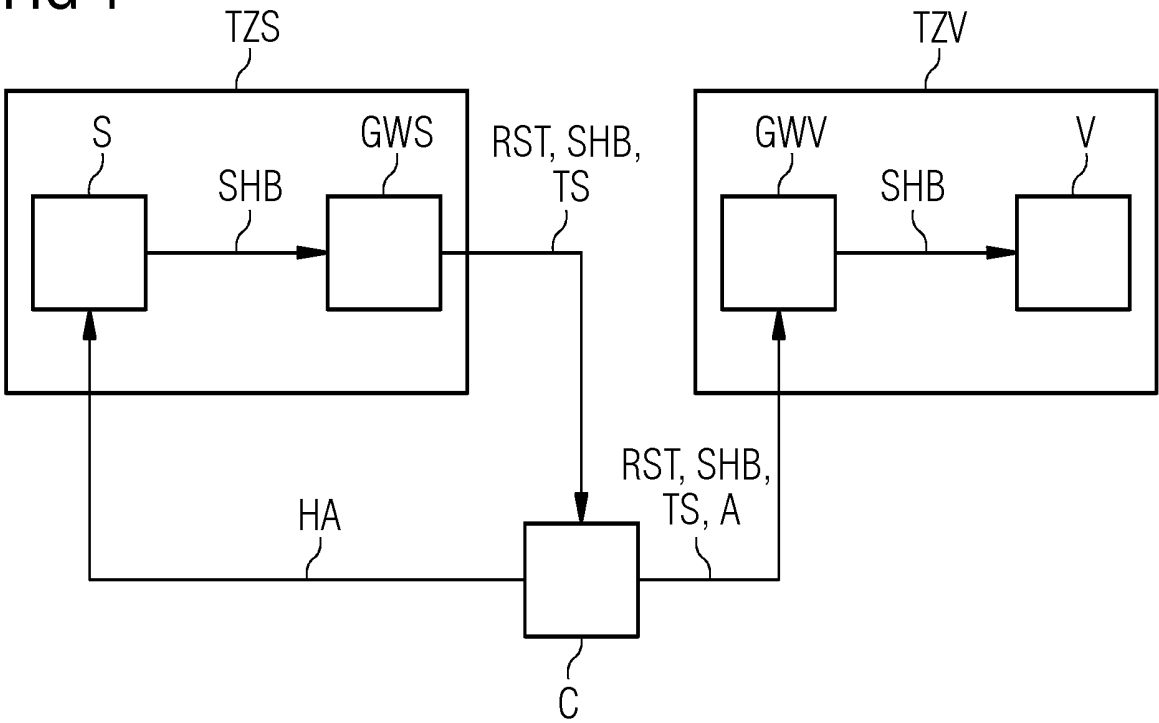 TZS
TZV
S
GWS
RST, SHB,
TS
GWV
V
SHB
SHB
RST, SHB,
TS, A
HA
C